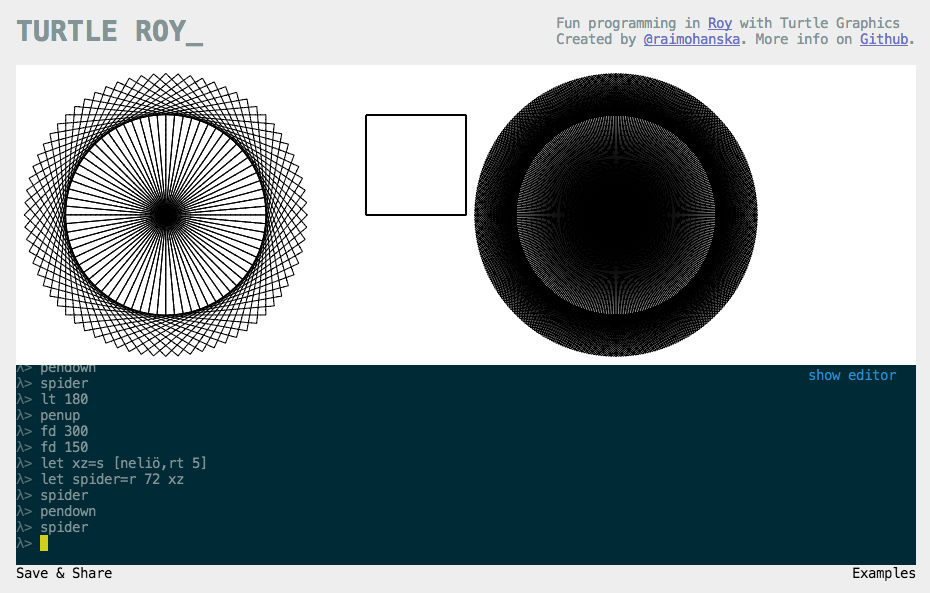 TURTLE ROY_
Fun programming in Roy with Turtle Graphics
Created by @raimohanska. More info on Github.
λ> pendown
λ> spider
λ> lt 180
λ> penup
λ> fd 300
λ> fd 150
λ> let xz=s [neliö,rt 5]
λ> let spider=r 72 xz
λ> spider
λ> pendown
λ> spider
λ>
show editor
Save & Share
Examples